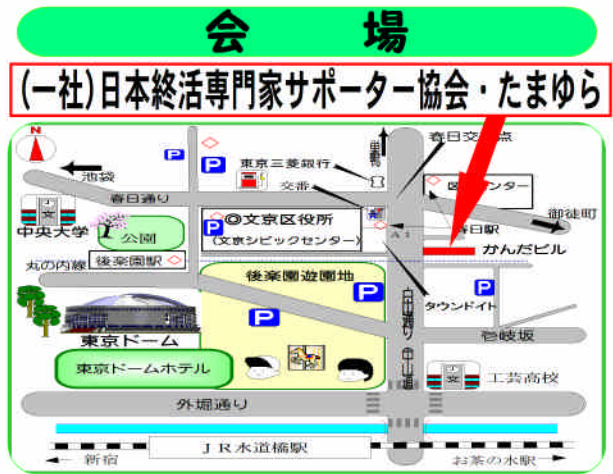 会 場
(一社)日本終活専門家サポーター協会・たまゆら
N
春日交
点
P
P
東京三菱銀行
池袋
交番
春日通り
区
ンター
文
御徒町
中央大学
公園
P
◎文京区役所
(文京シビックセンター)
A1
春日駅
かんだビル
丸の内線
後楽園駅
後楽園遊園地
P
P
P
白山通り
タウンドイト
壱岐坂
東京ドーム
東京ドームホテル
文
工芸高校
外堀通り
JR水道橋駅
新宿
お茶の水駅